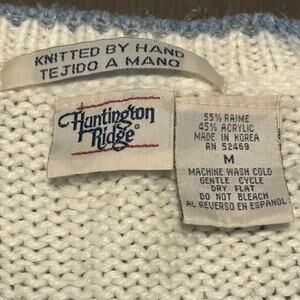 KNITTED BY HAND
TEJIDO A MANO
Huntington
Ridge®
55% RAIME
45% ACRYLIC
MADE IN KOREA
RN 52469
M
MACHINE WASH COLD
GENTLE CYCLE
DRY FLAT
DO NOT BLEACH
AL REVERSO EN ESPANOL